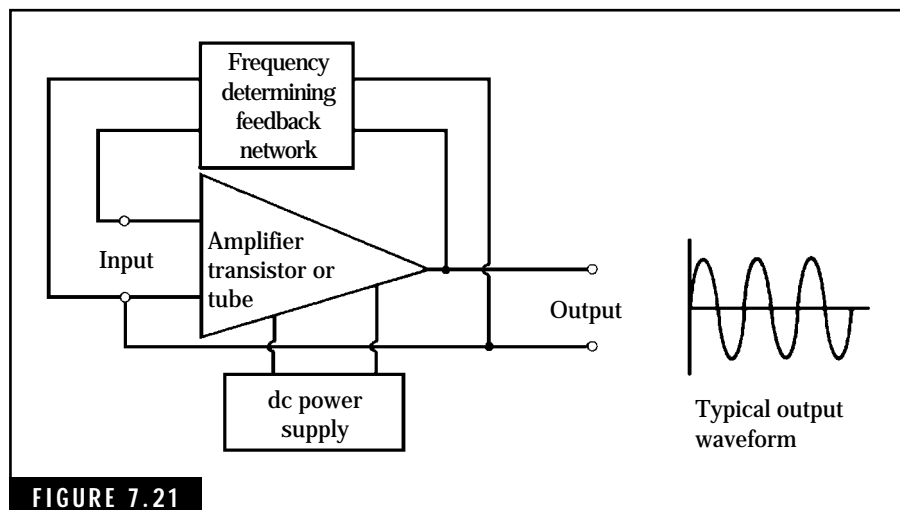 Frequency
determining
feedback
network
Input
Amplifier
transistor or
tube
Output
dc power
supply
Typical output
waveform
FIGURE 7.21